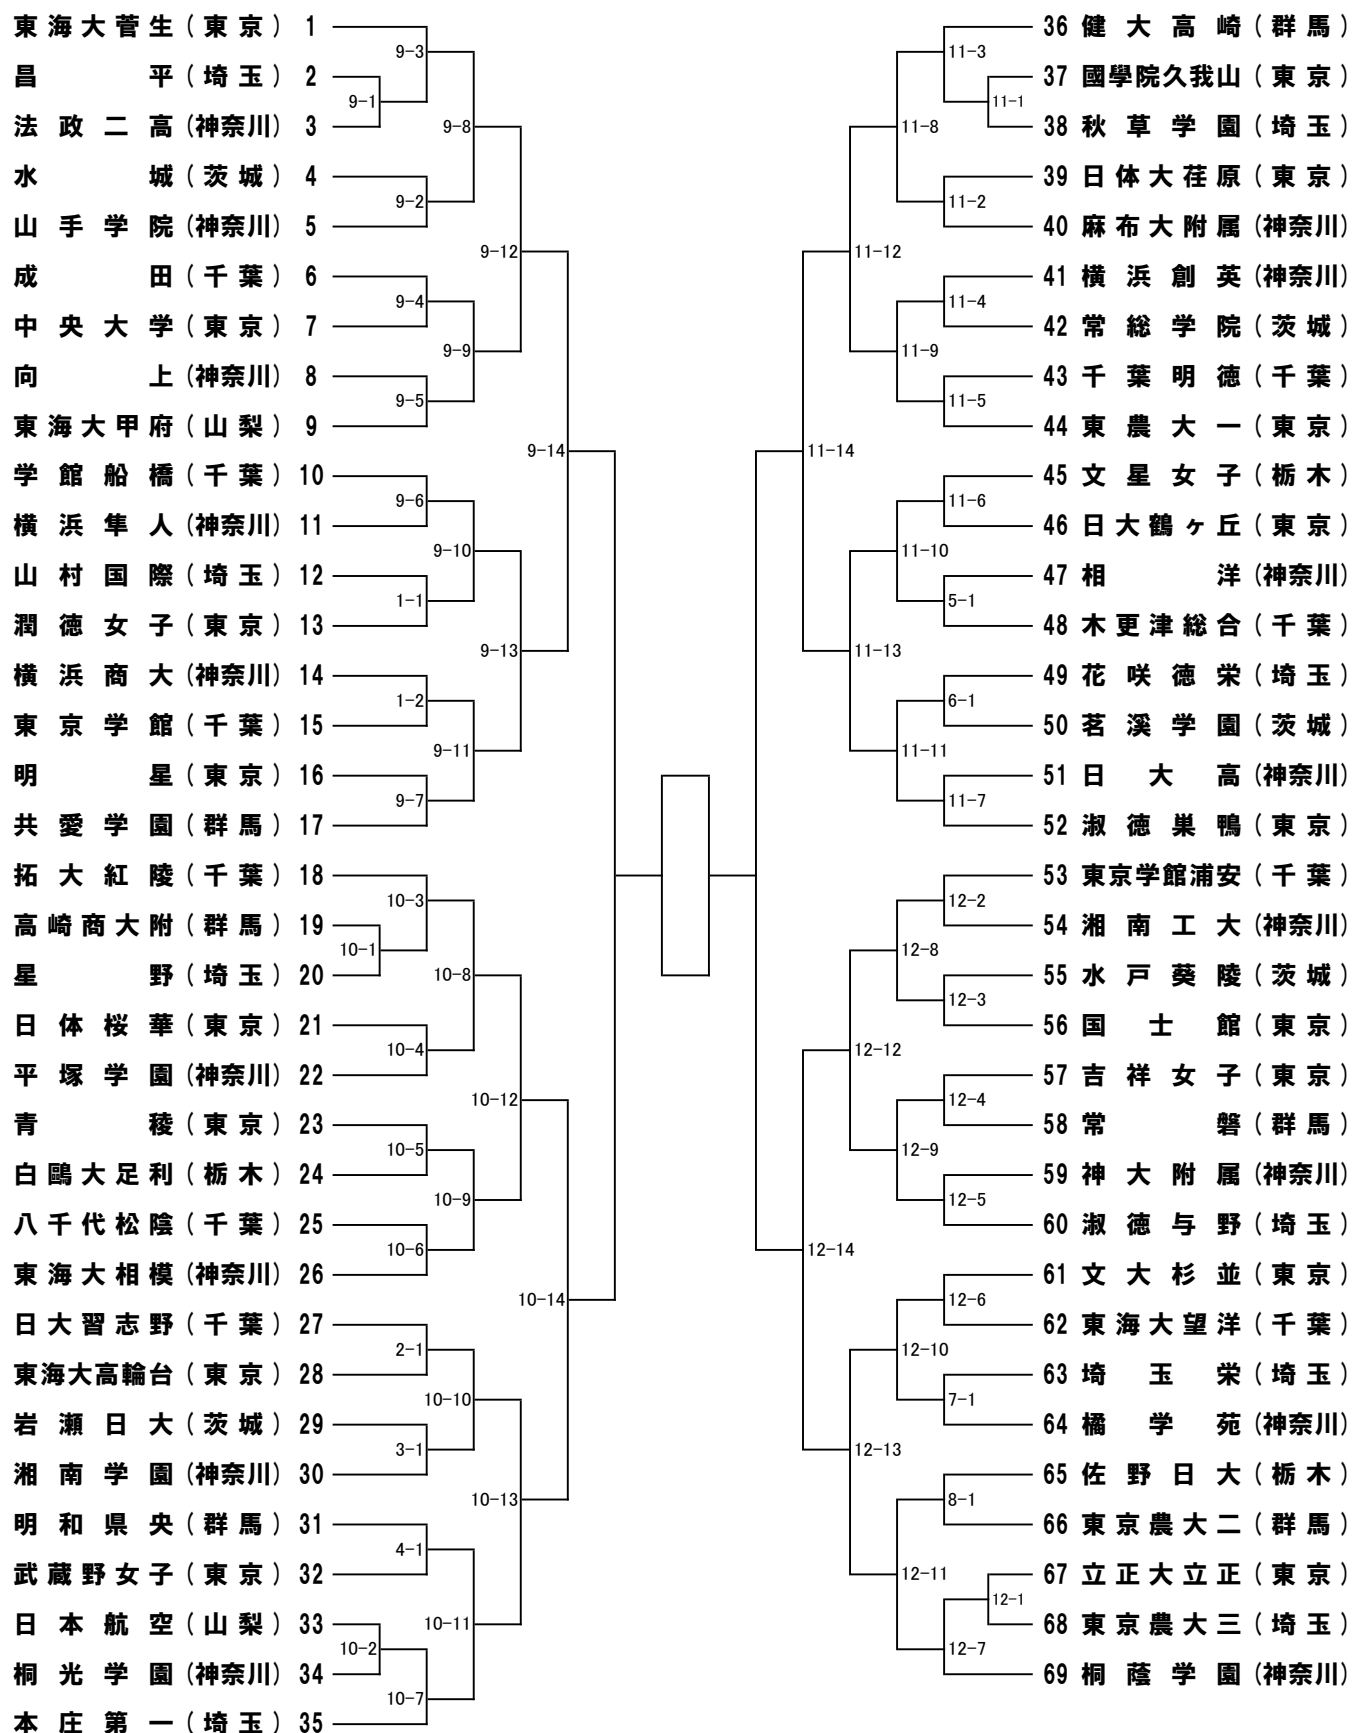 東海大菅生(東京) 1
昌平(埼玉) 2
法政二高(神奈川) 3
水城(茨城) 4
山手学院(神奈川) 5
成田(千葉) 6
中央大学(東京) 7
向上(神奈川) 8
東海大甲府(山梨) 9
学館船橋(千葉) 10
横浜隼人(神奈川) 11
山村国際(埼玉) 12
潤徳女子(東京) 13
横浜商大(神奈川) 14
東京学館(千葉) 15
明星(東京) 16
共愛学園(群馬) 17
拓大紅陵(千葉) 18
高崎商大附(群馬) 19
星野(埼玉) 20
日体桜華(東京) 21
平塚学園(神奈川) 22
青稜(東京) 23
白鷗大足利(栃木) 24
八千代松陰(千葉) 25
東海大相模(神奈川) 26
日大習志野(千葉) 27
東海大高輪台(東京) 28
岩瀬日大(茨城) 29
湘南学園(神奈川) 30
明和県央(群馬) 31
武蔵野女子(東京) 32
日本航空(山梨) 33
桐光学園(神奈川) 34
本庄第一(埼玉) 35
9-3
9-1
9-8
9-2
9-12
9-4
9-9
9-5
9-14
9-6
9-10
1-1
9-13
1-2
9-11
9-7
10-3
10-1
10-8
10-4
10-12
10-5
10-9
10-6
10-14
2-1
10-10
3-1
10-13
4-1
10-11
10-2
10-7
11-3
11-1
11-8
11-2
11-12
11-4
11-9
11-5
11-14
11-6
11-10
5-1
11-13
6-1
11-11
11-7
12-2
12-8
12-3
12-12
12-4
12-9
12-5
12-14
12-6
12-10
7-1
12-13
8-1
12-11
12-1
12-7
36 健大高崎(群馬)
37 國學院久我山(東京)
38 秋草学園(埼玉)
39 日体大荏原(東京)
40 麻布大附属(神奈川)
41 横浜創英(神奈川)
42 常総学院(茨城)
43 千葉明徳(千葉)
44 東農大一(東京)
45 文星女子(栃木)
46 日大鶴ヶ丘(東京)
47 相洋(神奈川)
48 木更津総合(千葉)
49 花咲徳栄(埼玉)
50 茗溪学園(茨城)
51 日大高(神奈川)
52 淑徳巣鴨(東京)
53 東京学館浦安(千葉)
54 湘南工大(神奈川)
55 水戸葵陵(茨城)
56 国士館(東京)
57 吉祥女子(東京)
58 常磐(群馬)
59 神大附属(神奈川)
60 淑徳与野(埼玉)
61 文大杉並(東京)
62 東海大望洋(千葉)
63 埼玉栄(埼玉)
64 橘学苑(神奈川)
65 佐野日大(栃木)
66 東京農大二(群馬)
67 立正大立正(東京)
68 東京農大三(埼玉)
69 桐蔭学園(神奈川)